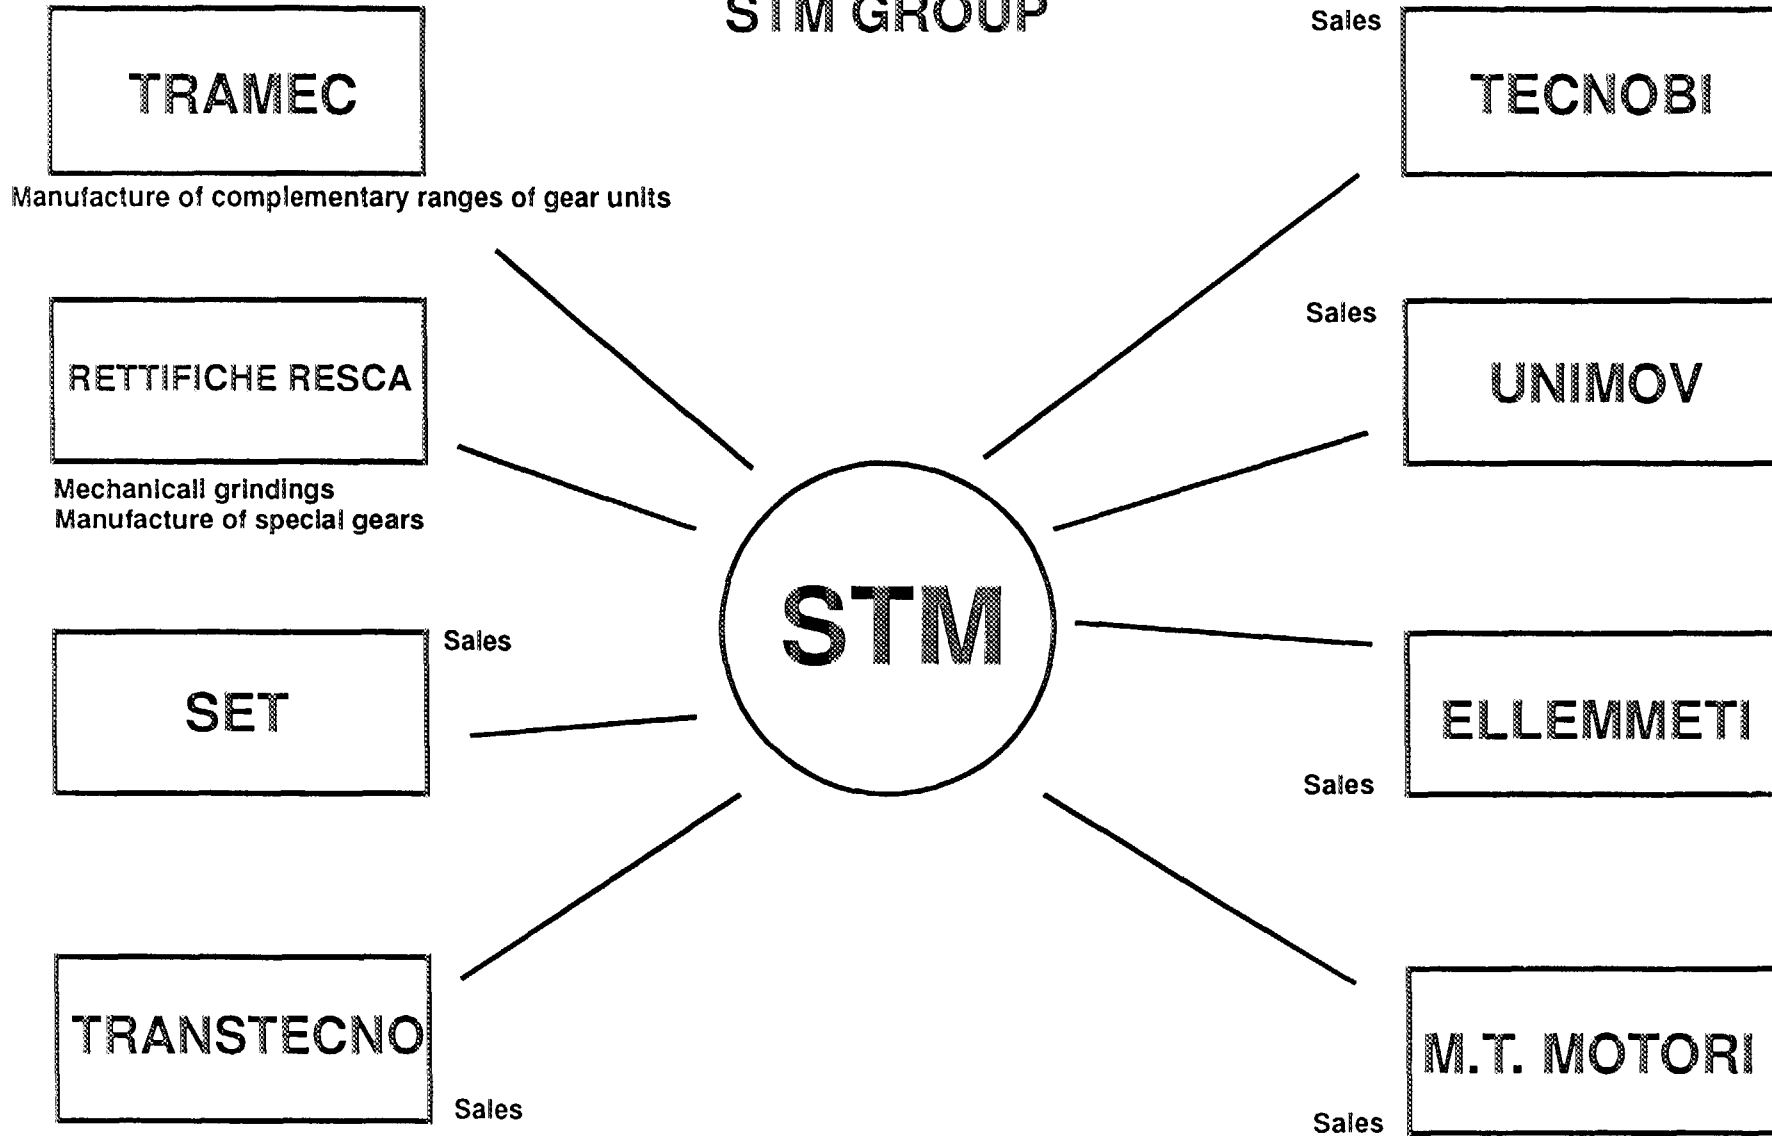 STM GROUP
TRAMEC
Manufacture of complementary ranges of gear units
RETTIFICHE RESCA
Mechanicall grindings
Manufacture of special gears
SET
Sales
TRANSTECNO
Sales
STM
Sales
TECNOBI
Sales
UNIMOV
ELLEMMETI
Sales
M.T. MOTORI
Sales